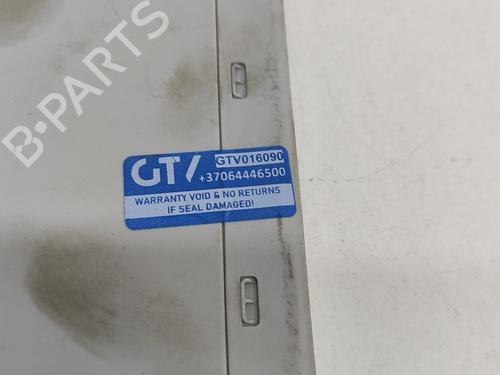 B-PARTS
GTV
GTV016090
+37064446500
WARRANTY VOID & NO RETURNS
IF SEAL DAMAGED!